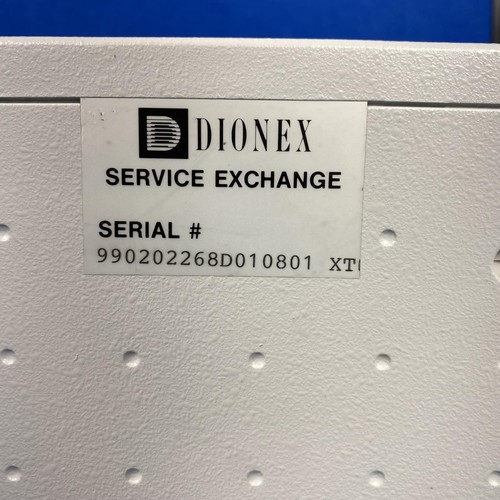 DIONEX
SERVICE EXCHANGE
SERIAL #
990202268D010801 XT